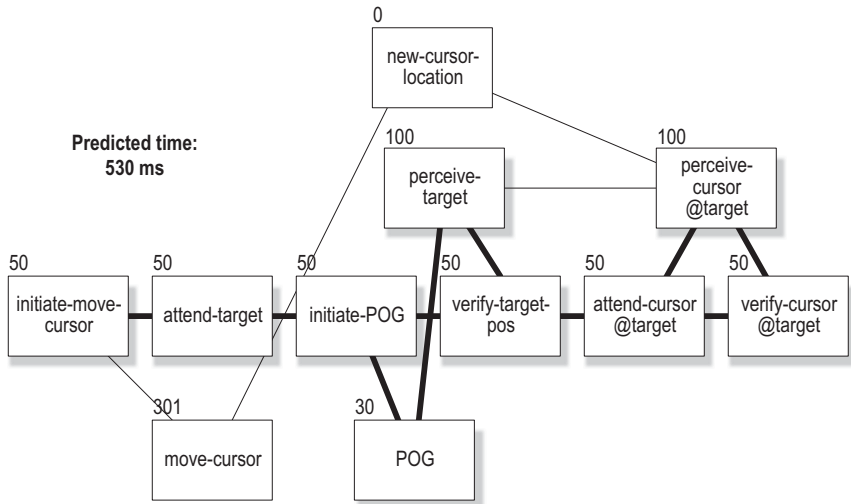 0
new-cursor-
location
Predicted time:
530 ms
100
perceive-
target
100
perceive-
cursor
@target
50
initiate-move-
cursor
50
attend-target
50
initiate-POG
50
verify-target-
pos
50
attend-cursor
@target
50
verify-cursor
@target
301
move-cursor
30
POG